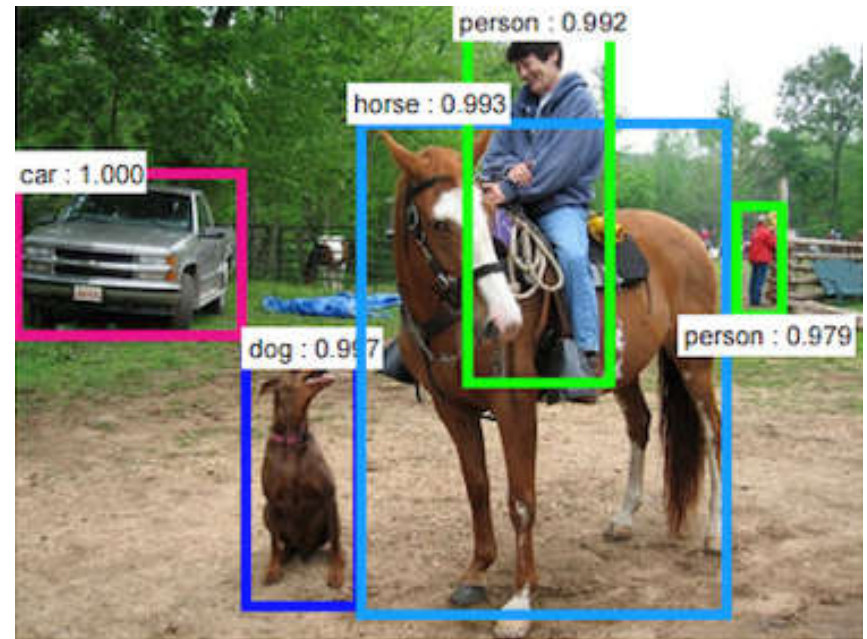 person : 0.992
horse : 0.993
car : 1.000
dog : 0.997
person : 0.979